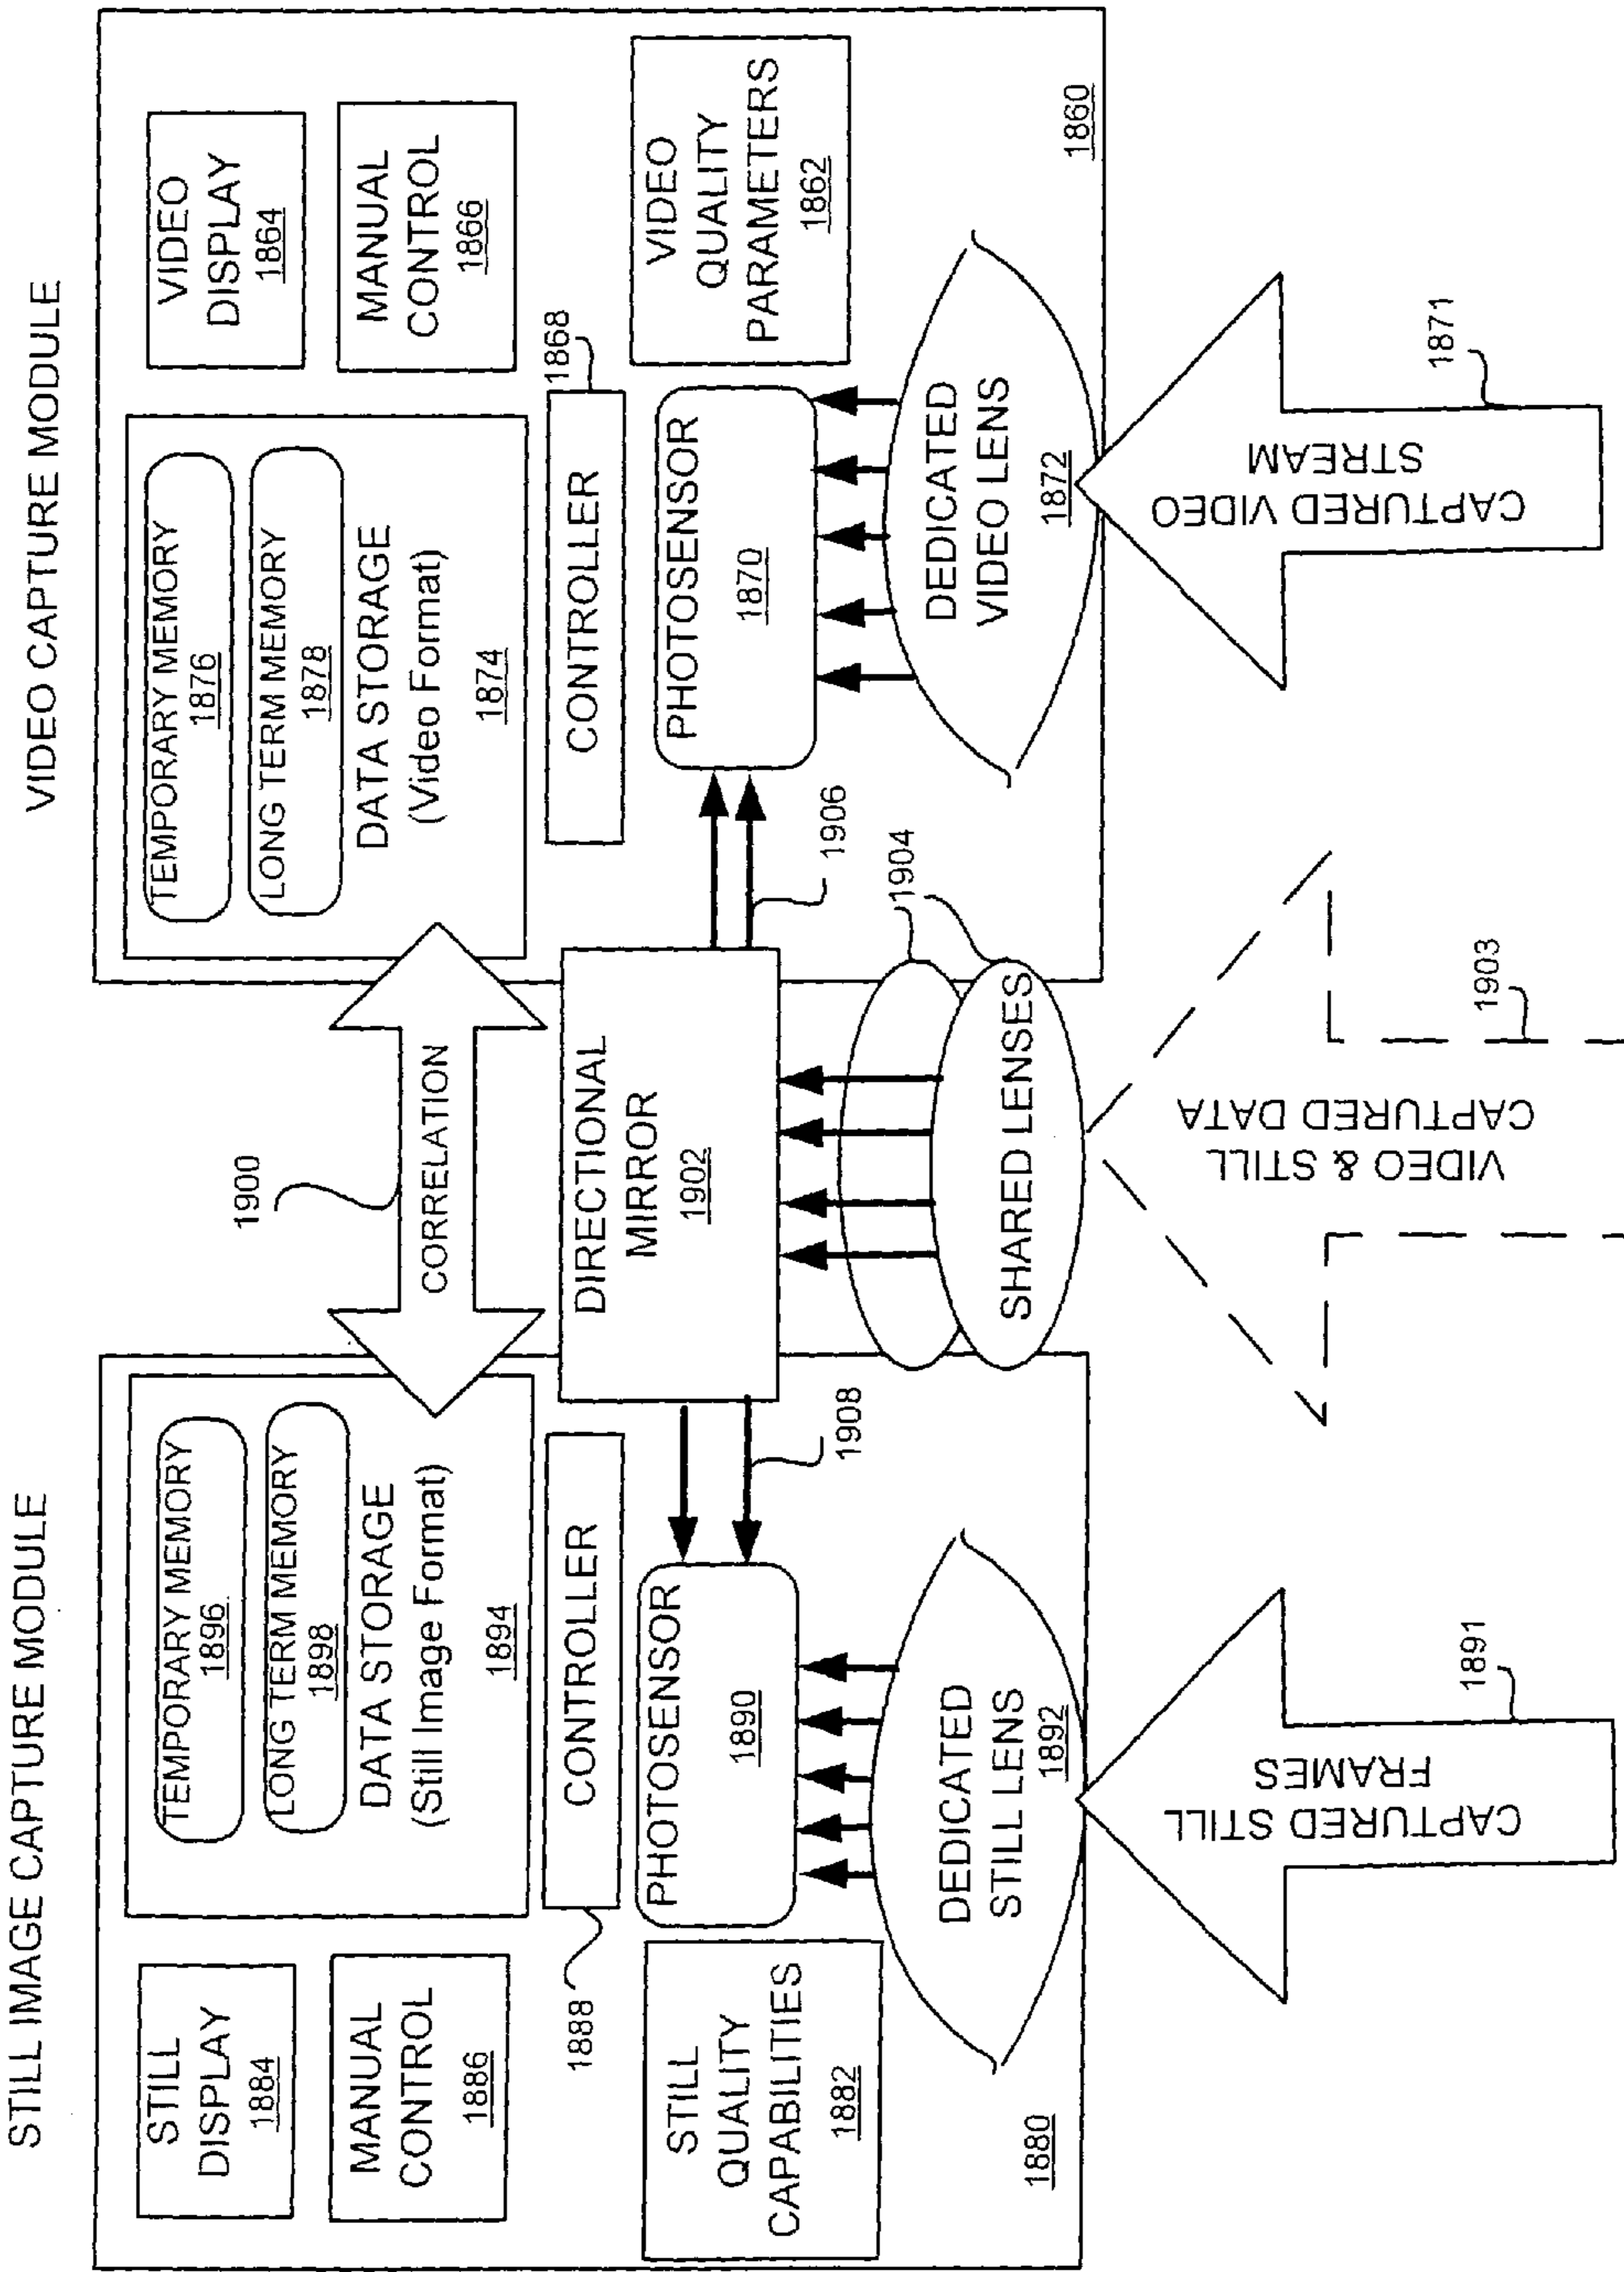 STILL IMAGE CAPTURE MODULE
STILL
DISPLAY
1884
MANUAL
CONTROL
1886
TEMPORARY MEMORY
1896
LONG TERM MEMORY
1898
DATA STORAGE
(Still Image Format)
1894
1888
CONTROLLER
STILL
QUALITY
CAPABILITIES
1882
PHOTOSENSOR
1890
1908
DEDICATED
STILL LENS
1892
1880
CAPTURED STILL
FRAMES
1891
1900
CORRELATION
DIRECTIONAL
MIRROR
1902
1904
SHARED LENSES
VIDEO & STILL
CAPTURED DATA
1903
VIDEO CAPTURE MODULE
TEMPORARY MEMORY
1876
LONG TERM MEMORY
1878
DATA STORAGE
(Video Format)
1874
VIDEO
DISPLAY
1864
MANUAL
CONTROL
1866
CONTROLLER
1868
PHOTOSENSOR
1870
1906
VIDEO
QUALITY
PARAMETERS
1862
DEDICATED
VIDEO LENS
1872
1860
CAPTURED VIDEO
STREAM
1871